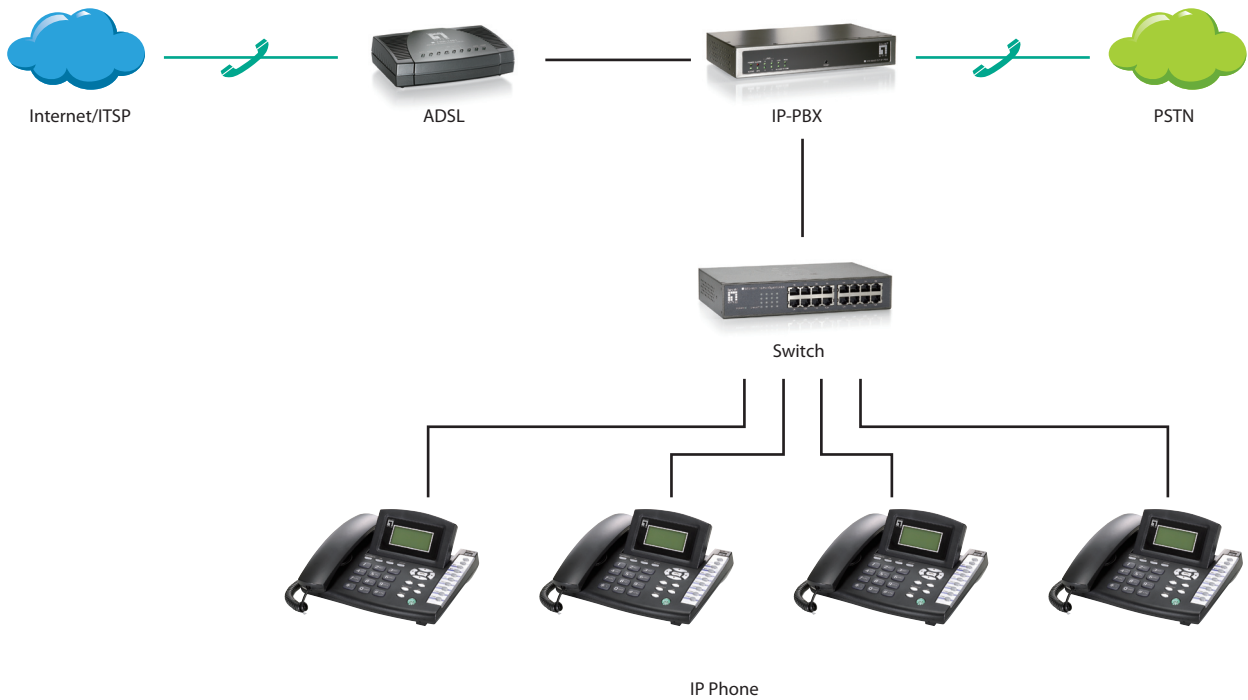 Internet/ITSP
ADSL
IP-PBX
PSTN
Switch
IP Phone